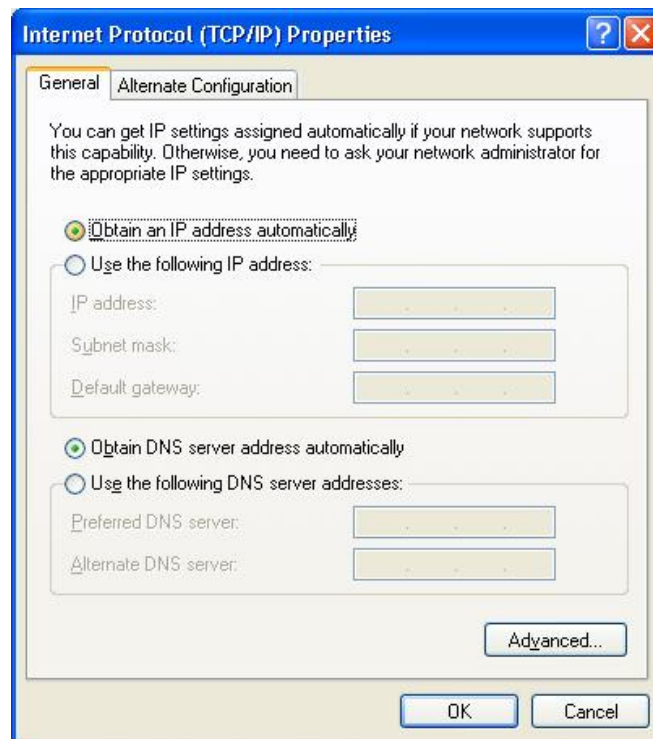 Internet Protocol (TCP/IP) Properties
General Alternate Configuration
You can get IP settings assigned automatically if your network supports
this capability. Otherwise, you need to ask your network administrator for
the appropriate IP settings.
Obtain an IP address automatically
Use the following IP address:
IP address:
Subnet mask:
Default gateway:
Obtain DNS server address automatically
Use the following DNS server addresses:
Preferred DNS server:
Alternate DNS server:
Advanced...
OK Cancel